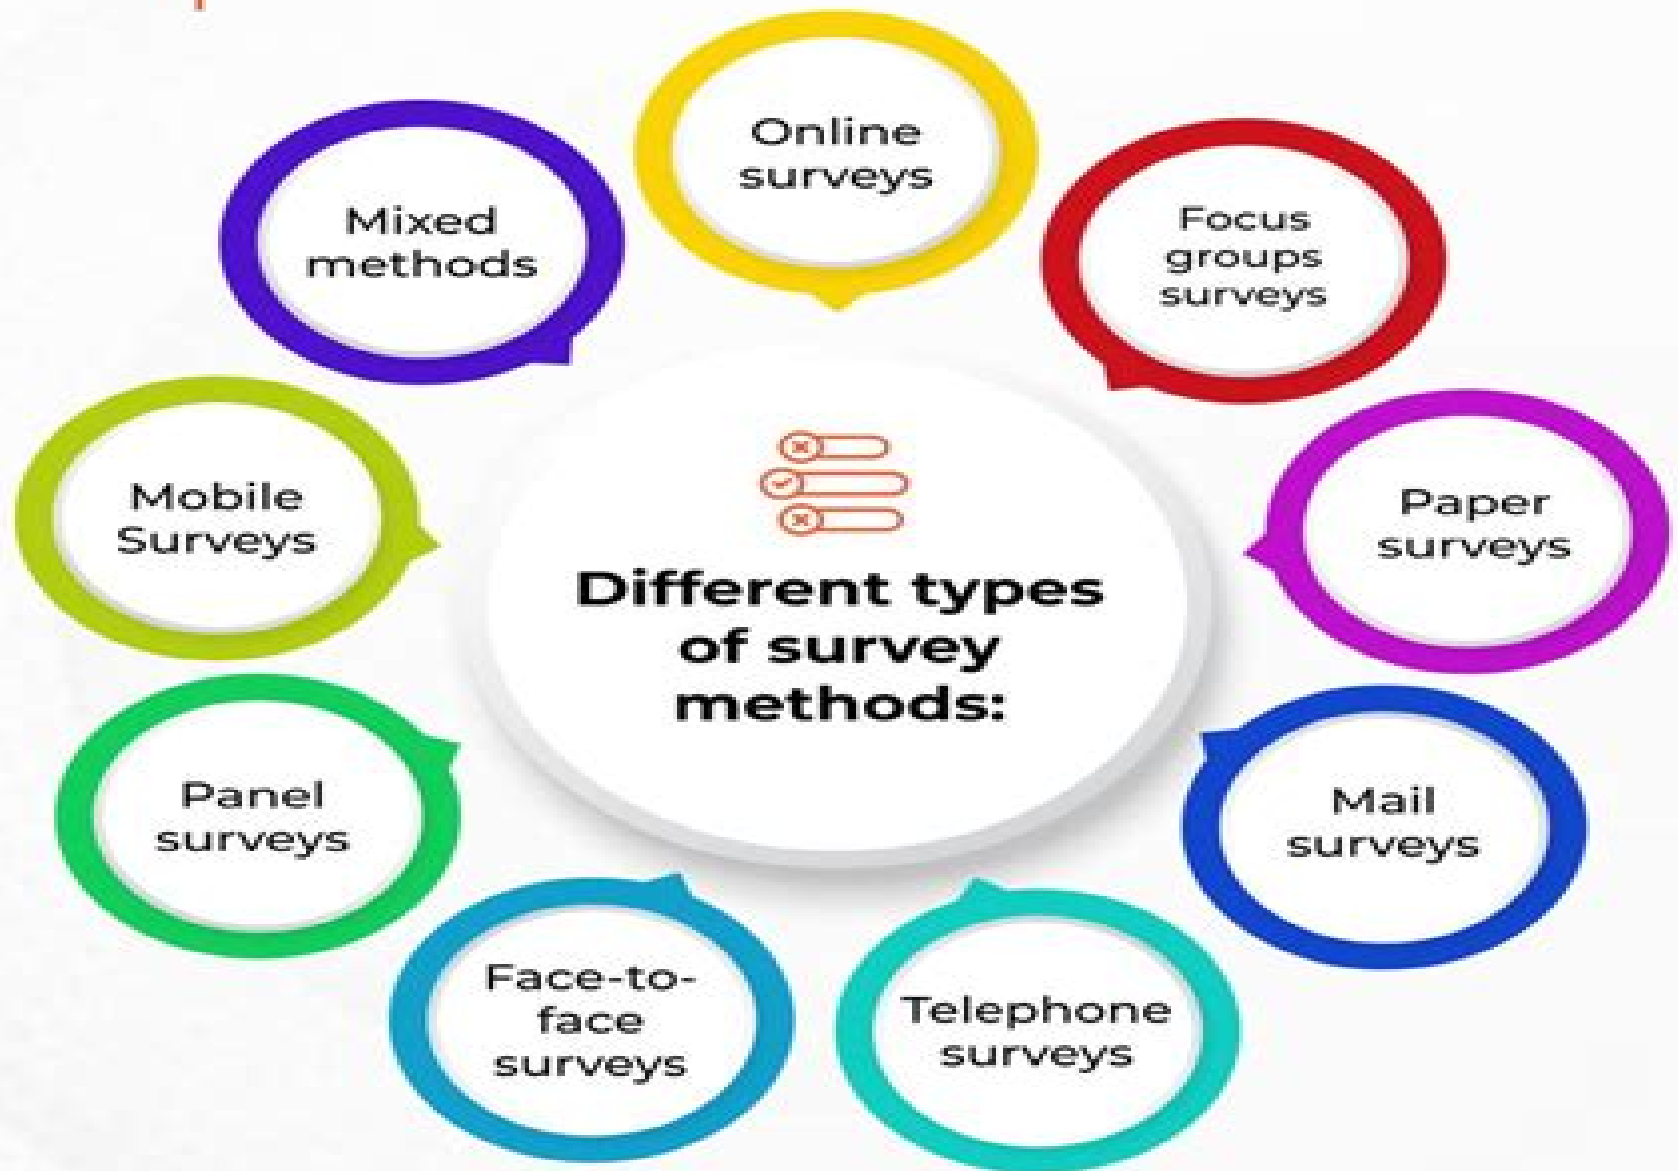 Online
surveys
Focus
groups
surveys
Paper
surveys
Mail
surveys
Telephone
surveys
Face-to-
face
surveys
Panel
surveys
Mobile
Surveys
Mixed
methods
Different types
of survey
methods: